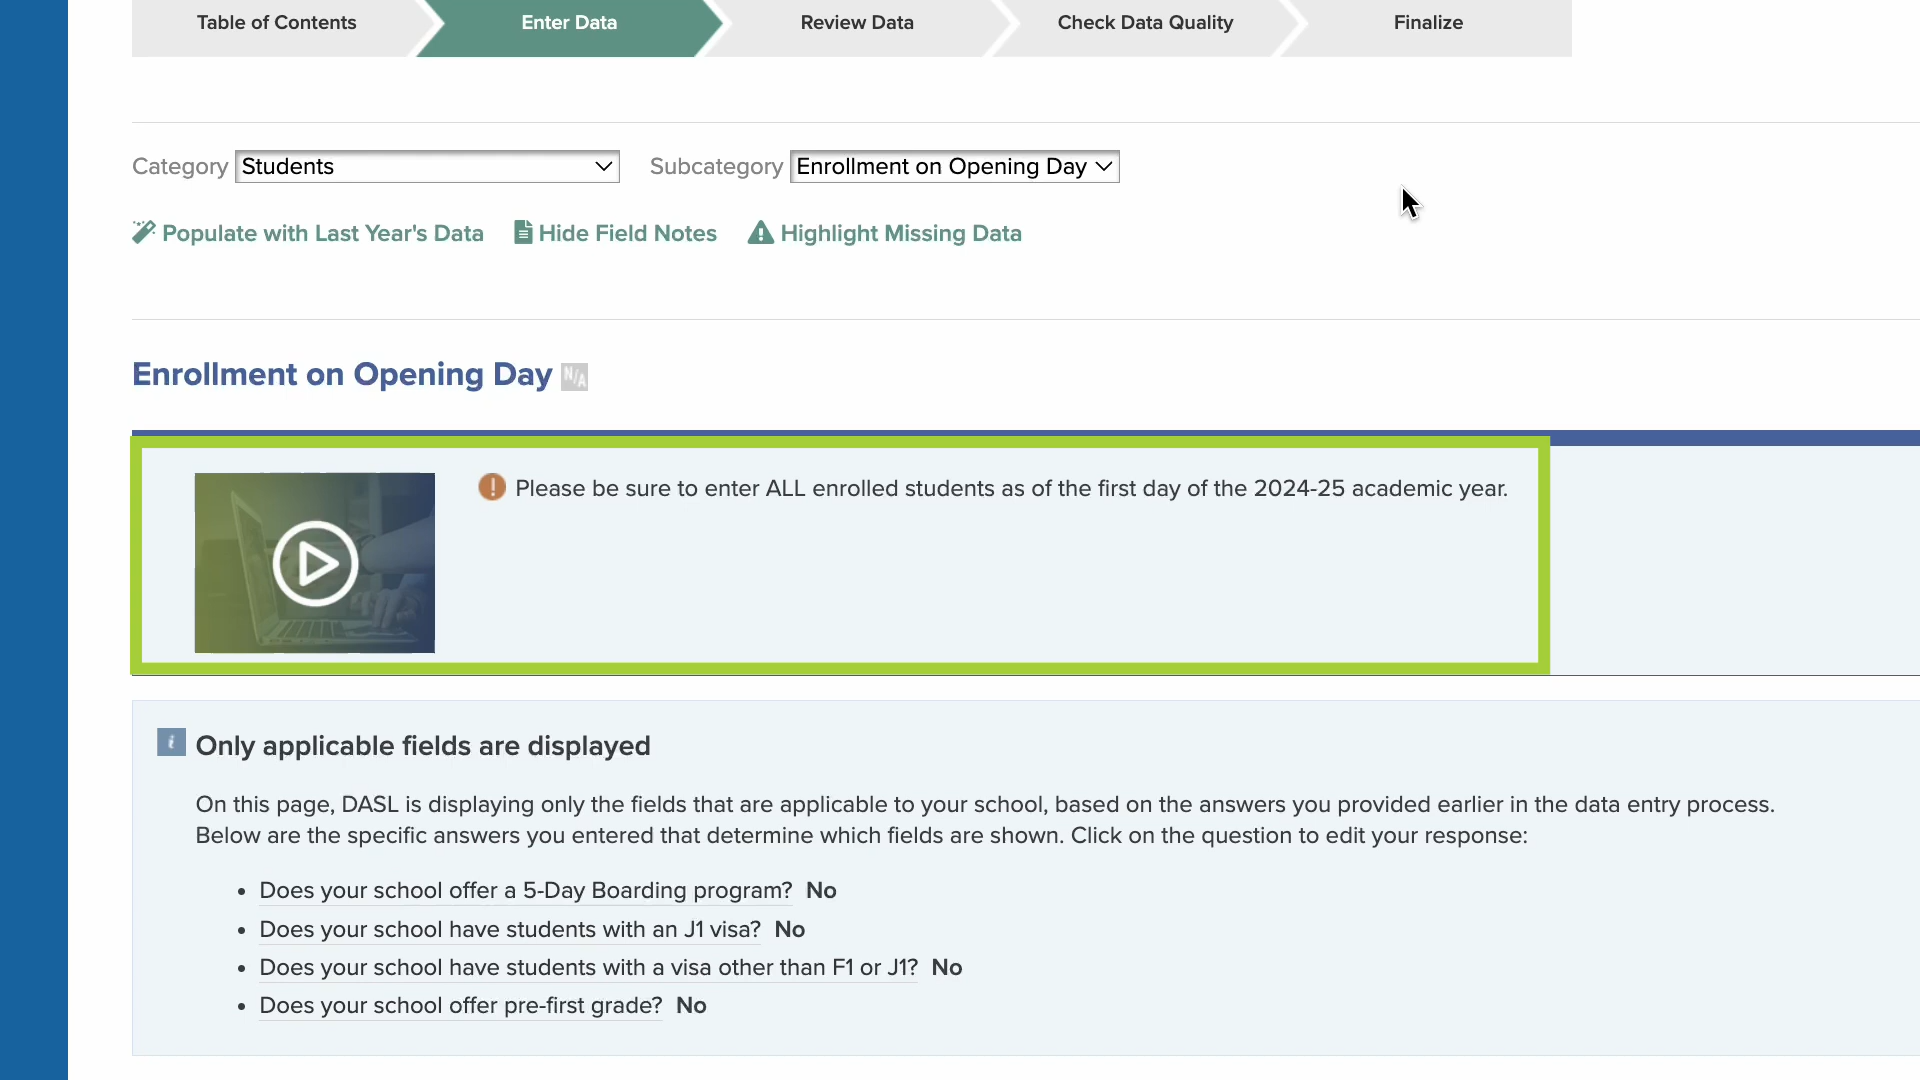 Table of Contents
Enter Data
Review Data
Check Data Quality
Finalize
Category Students Subcategory Enrollment on Opening Day
Populate with Last Year's Data Hide Field Notes Highlight Missing Data
Enrollment on Opening Day N/A
Please be sure to enter ALL enrolled students as of the first day of the 2024-25 academic year.
Only applicable fields are displayed
On this page, DASL is displaying only the fields that are applicable to your school, based on the answers you provided earlier in the data entry process.
Below are the specific answers you entered that determine which fields are shown. Click on the question to edit your response:
• Does your school offer a 5-Day Boarding program? No
• Does your school have students with an J1 visa? No
• Does your school have students with a visa other than F1 or J1? No
• Does your school offer pre-first grade? No